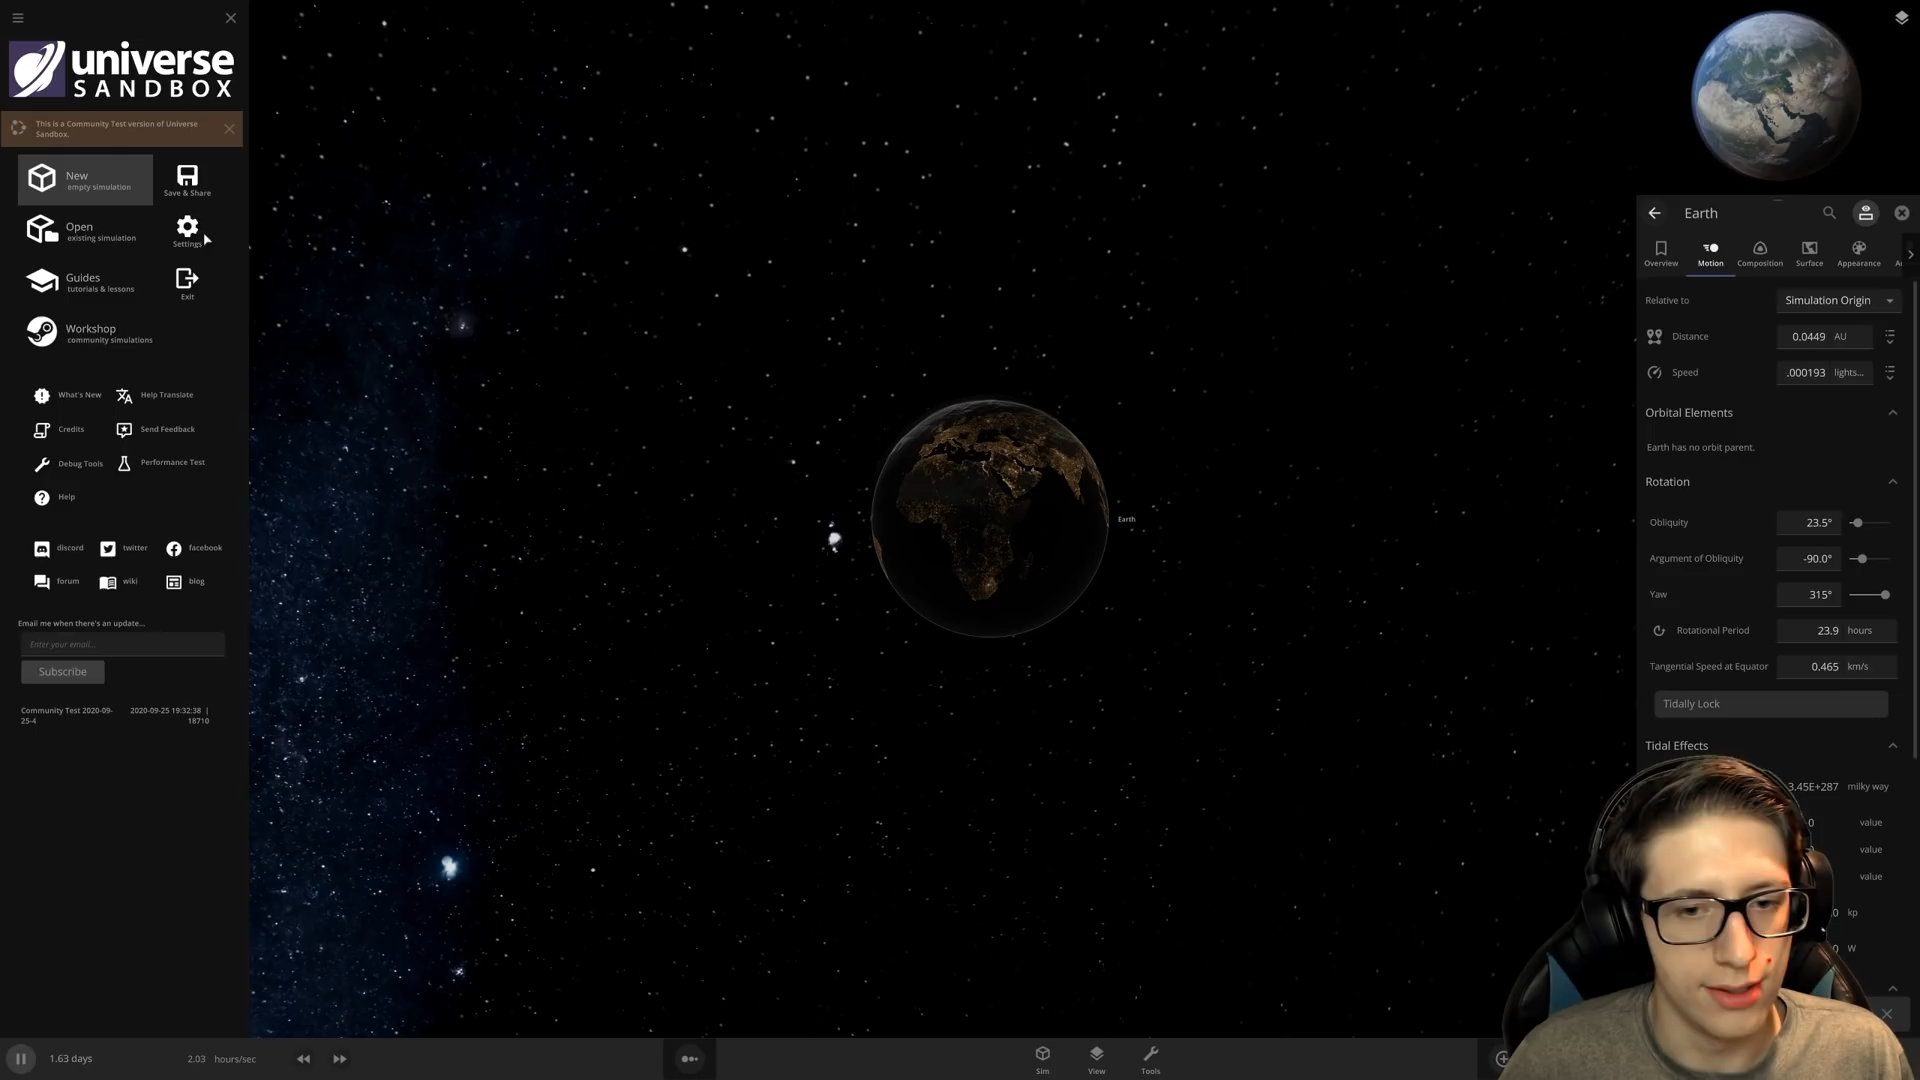 universe
SANDBOX
This is a Community Test version of Universe
Sandbox.
New
empty simulation
Save & Share
Open
existing simulation
Settings
Guides
tutorials & lessons
Exit
Workshop
community simulations
What's New
Help Translate
Credits
Send Feedback
Debug Tools
Performance Test
Help
discord
twitter
facebook
forum
wiki
blog
Email me when there's an update...
Enter your email...
Subscribe
Community Test 2020-09-
25-4
2020-09-25 19:32:38 |
18710
Earth
Earth
Overview
Motion
Composition
Surface
Appearance
Relative to
Simulation Origin
Distance
0.0449 AU
Speed
.000193 lights...
Orbital Elements
Earth has no orbit parent.
Rotation
Obliquity
23.5°
Argument of Obliquity
-90.0°
Yaw
315°
Rotational Period
23.9 hours
Tangential Speed at Equator
0.465 km/s
Tidally Lock
Tidal Effects
3.45E+287 milky way
0 value
value
value
0 kp
0 W
1.63 days
2.03 hours/sec
Sim
View
Tools